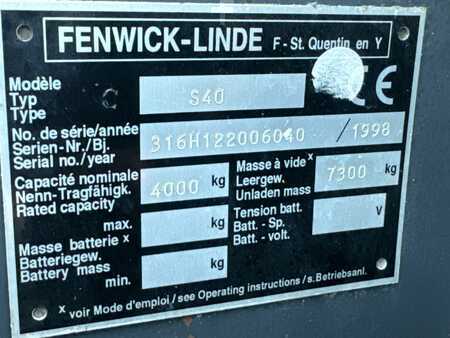 FENWICK-LINDE F - St. Quentin en Y
CE
Modèle
Typ S40
Type
No. de série/année
Serien-Nr./Bj. 316H122006040 / 1998
Serial no./year
Capacité nominale
Nenn-Tragfähigk. 4000 kg
Rated capacity
Masse à vide x
Leergew. 7300 kg
Unladen mass
max. kg
Masse batterie x
Batteriegew.
Battery mass kg
min.
Tension batt.
Batt. - Sp. V
Batt. - volt.
x voir Mode d'emploi / see Operating instructions / s. Betriebsanl.